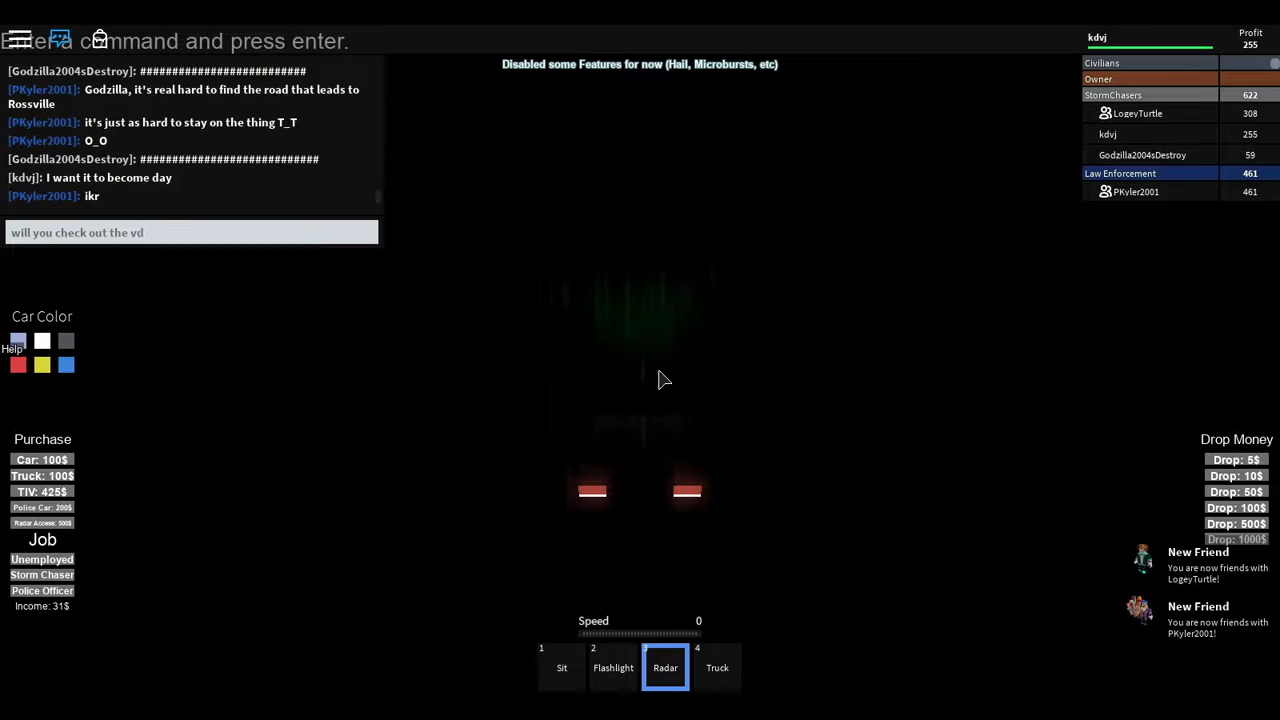 Enter a command and press enter.
[Godzilla2004sDestroy]: ##########################
[PKyler2001]: Godzilla, it's real hard to find the road that leads to
Rossville
[PKyler2001]: it's just as hard to stay on the thing T_T
[PKyler2001]: O_O
[Godzilla2004sDestroy]: ############################
[kdvj]: I want it to become day
[PKyler2001]: ikr
will you check out the vd
Disabled some Features for now (Hail, Microbursts, etc)
kdvj
Profit
255
Civilians
Owner
StormChasers 622
LogeyTurtle 308
kdvj 255
Godzilla2004sDestroy 59
Law Enforcement 461
PKyler2001 461
Car Color
Help
Purchase
Car: 100$
Truck: 100$
TIV: 425$
Police Car: 200$
Radar Access: 500$
Job
Unemployed
Storm Chaser
Police Officer
Income: 31$
Drop Money
Drop: 5$
Drop: 10$
Drop: 50$
Drop: 100$
Drop: 500$
Drop: 1000$
New Friend
You are now friends with
LogeyTurtle!
New Friend
You are now friends with
PKyler2001!
Speed 0
1 2 3 4
Sit Flashlight Radar Truck